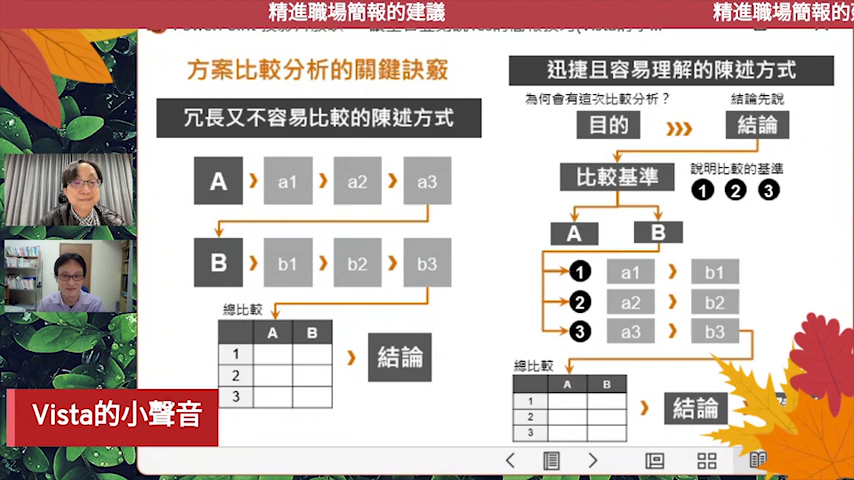 精進職場簡報的建議
精進職場簡報的
方案比較分析的關鍵訣竅
冗長又不容易比較的陳述方式
A
a1
a2
a3
B
b1
b2
b3
總比較
A B
1
2
3
結論
迅捷且容易理解的陳述方式
為何會有這次比較分析？
結論先說
目的
結論
比較基準
說明比較的基準
1 2 3
A
B
1 a1 b1
2 a2 b2
3 a3 b3
總比較
A B
1
2
3
結論
Vista的小聲音